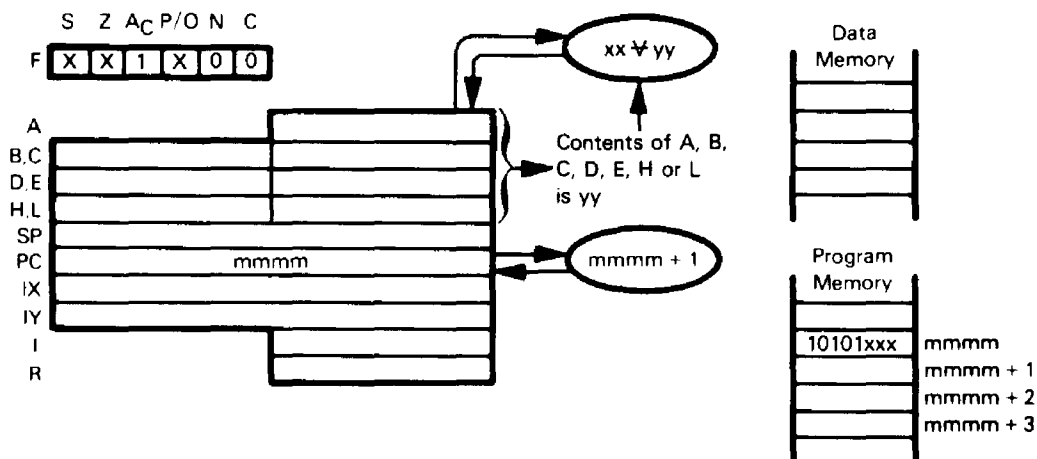 S Z AC P/O N C
F X X 1 X 0 0
xx ⊻ yy
Data
Memory
A
B,C
D,E
H,L
SP
PC mmmm
IX
IY
I
R
Contents of A, B,
C, D, E, H or L
is yy
mmmm + 1
Program
Memory
10101xxx mmmm
mmmm + 1
mmmm + 2
mmmm + 3